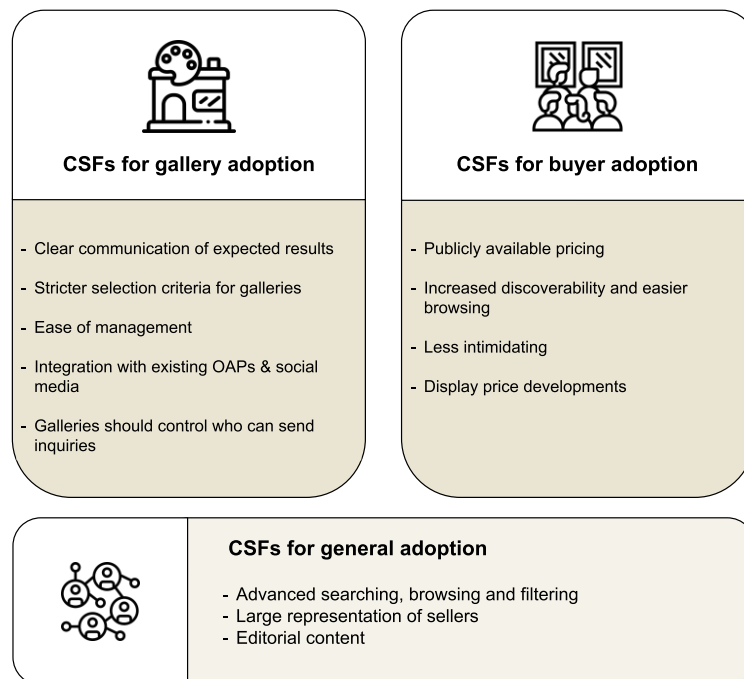 CSFs for gallery adoption
- Clear communication of expected results
- Stricter selection criteria for galleries
- Ease of management
- Integration with existing OAPs & social
media
- Galleries should control who can send
inquiries
CSFs for buyer adoption
- Publicly available pricing
- Increased discoverability and easier
browsing
- Less intimidating
- Display price developments
CSFs for general adoption
- Advanced searching, browsing and filtering
- Large representation of sellers
- Editorial content